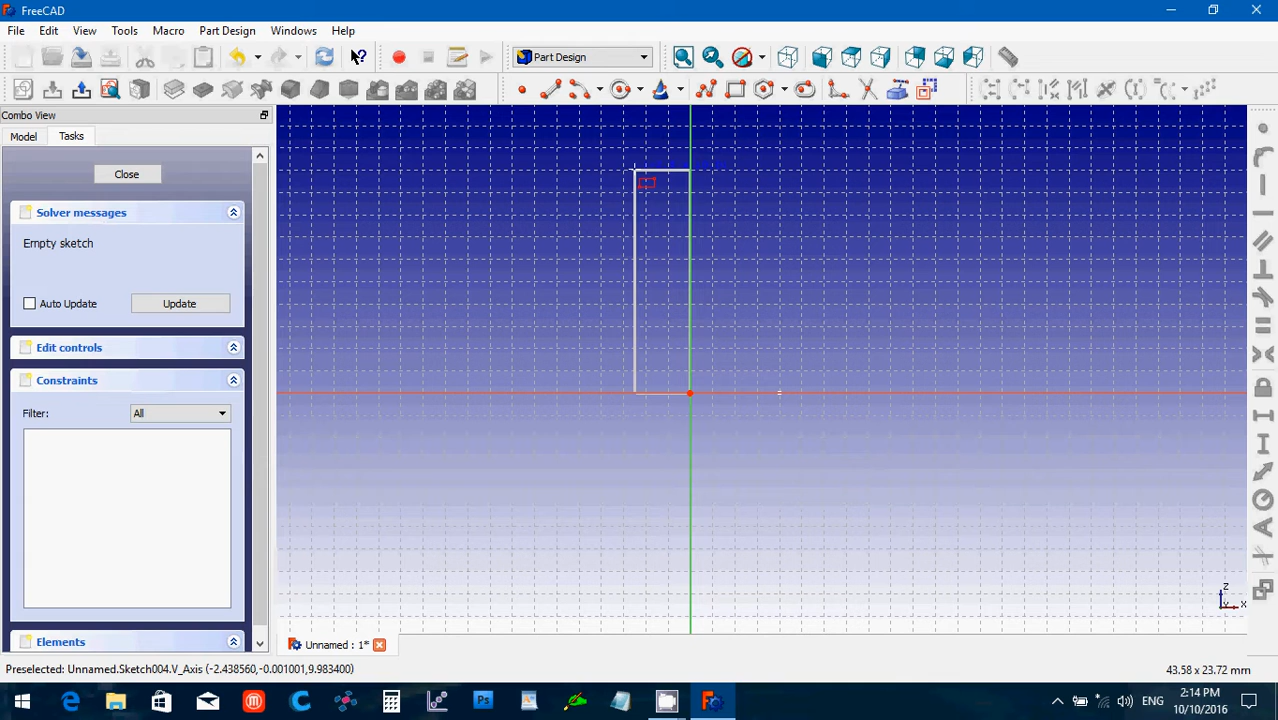 FreeCAD
File Edit View Tools Macro Part Design Windows Help
Part Design
Combo View
Model Tasks
Close
Solver messages
Empty sketch
Auto Update Update
Edit controls
Constraints
Filter: All
Elements
Z
X
Unnamed : 1*
Preselected: Unnamed.Sketch004.V_Axis (-2.438560,-0.001001,9.983400)
43.58 x 23.72 mm
Ps
ENG
2:14 PM
10/10/2016